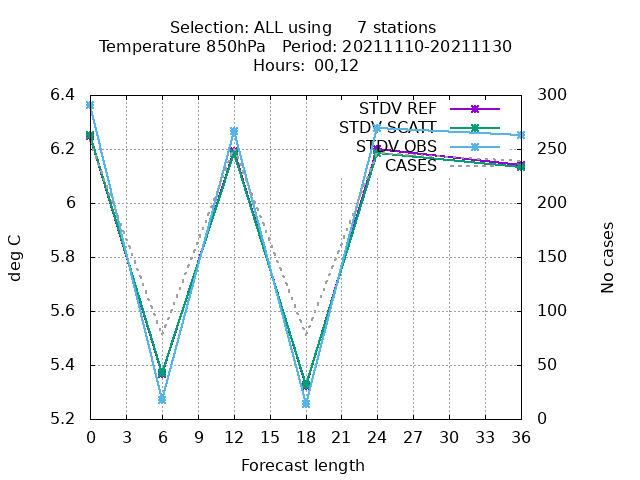 Selection: ALL using     7 stations
Temperature 850hPa   Period: 20211110-20211130
Hours:  00,12
6.4
6.2
6
5.8
5.6
5.4
5.2
deg C
300
250
200
150
100
50
0
No cases
STDV REF
STDV SCATT
STDV OBS
CASES
0 3 6 9 12 15 18 21 24 27 30 33 36
Forecast length